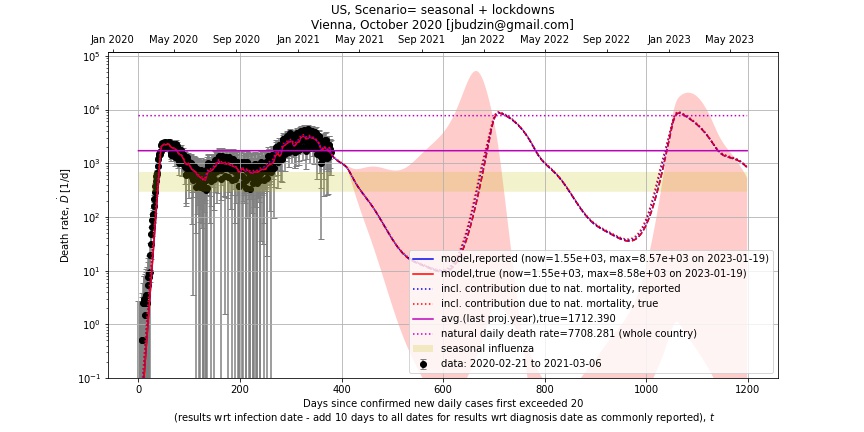 US, Scenario= seasonal + lockdowns
Vienna, October 2020 [jbudzin@gmail.com]
Jan 2020 May 2020 Sep 2020 Jan 2021 May 2021 Sep 2021 Jan 2022 May 2022 Sep 2022 Jan 2023 May 2023
10⁵
10⁴
10³
10²
10¹
10⁰
10⁻¹
Death rate, D [1/d]
model,reported (now=1.55e+03, max=8.57e+03 on 2023-01-19)
model,true (now=1.55e+03, max=8.58e+03 on 2023-01-19)
incl. contribution due to nat. mortality, reported
incl. contribution due to nat. mortality, true
avg.(last proj.year),true=1712.390
natural daily death rate=7708.281 (whole country)
seasonal influenza
data: 2020-02-21 to 2021-03-06
0 200 400 600 800 1000 1200
Days since confirmed new daily cases first exceeded 20
(results wrt infection date - add 10 days to all dates for results wrt diagnosis date as commonly reported), t